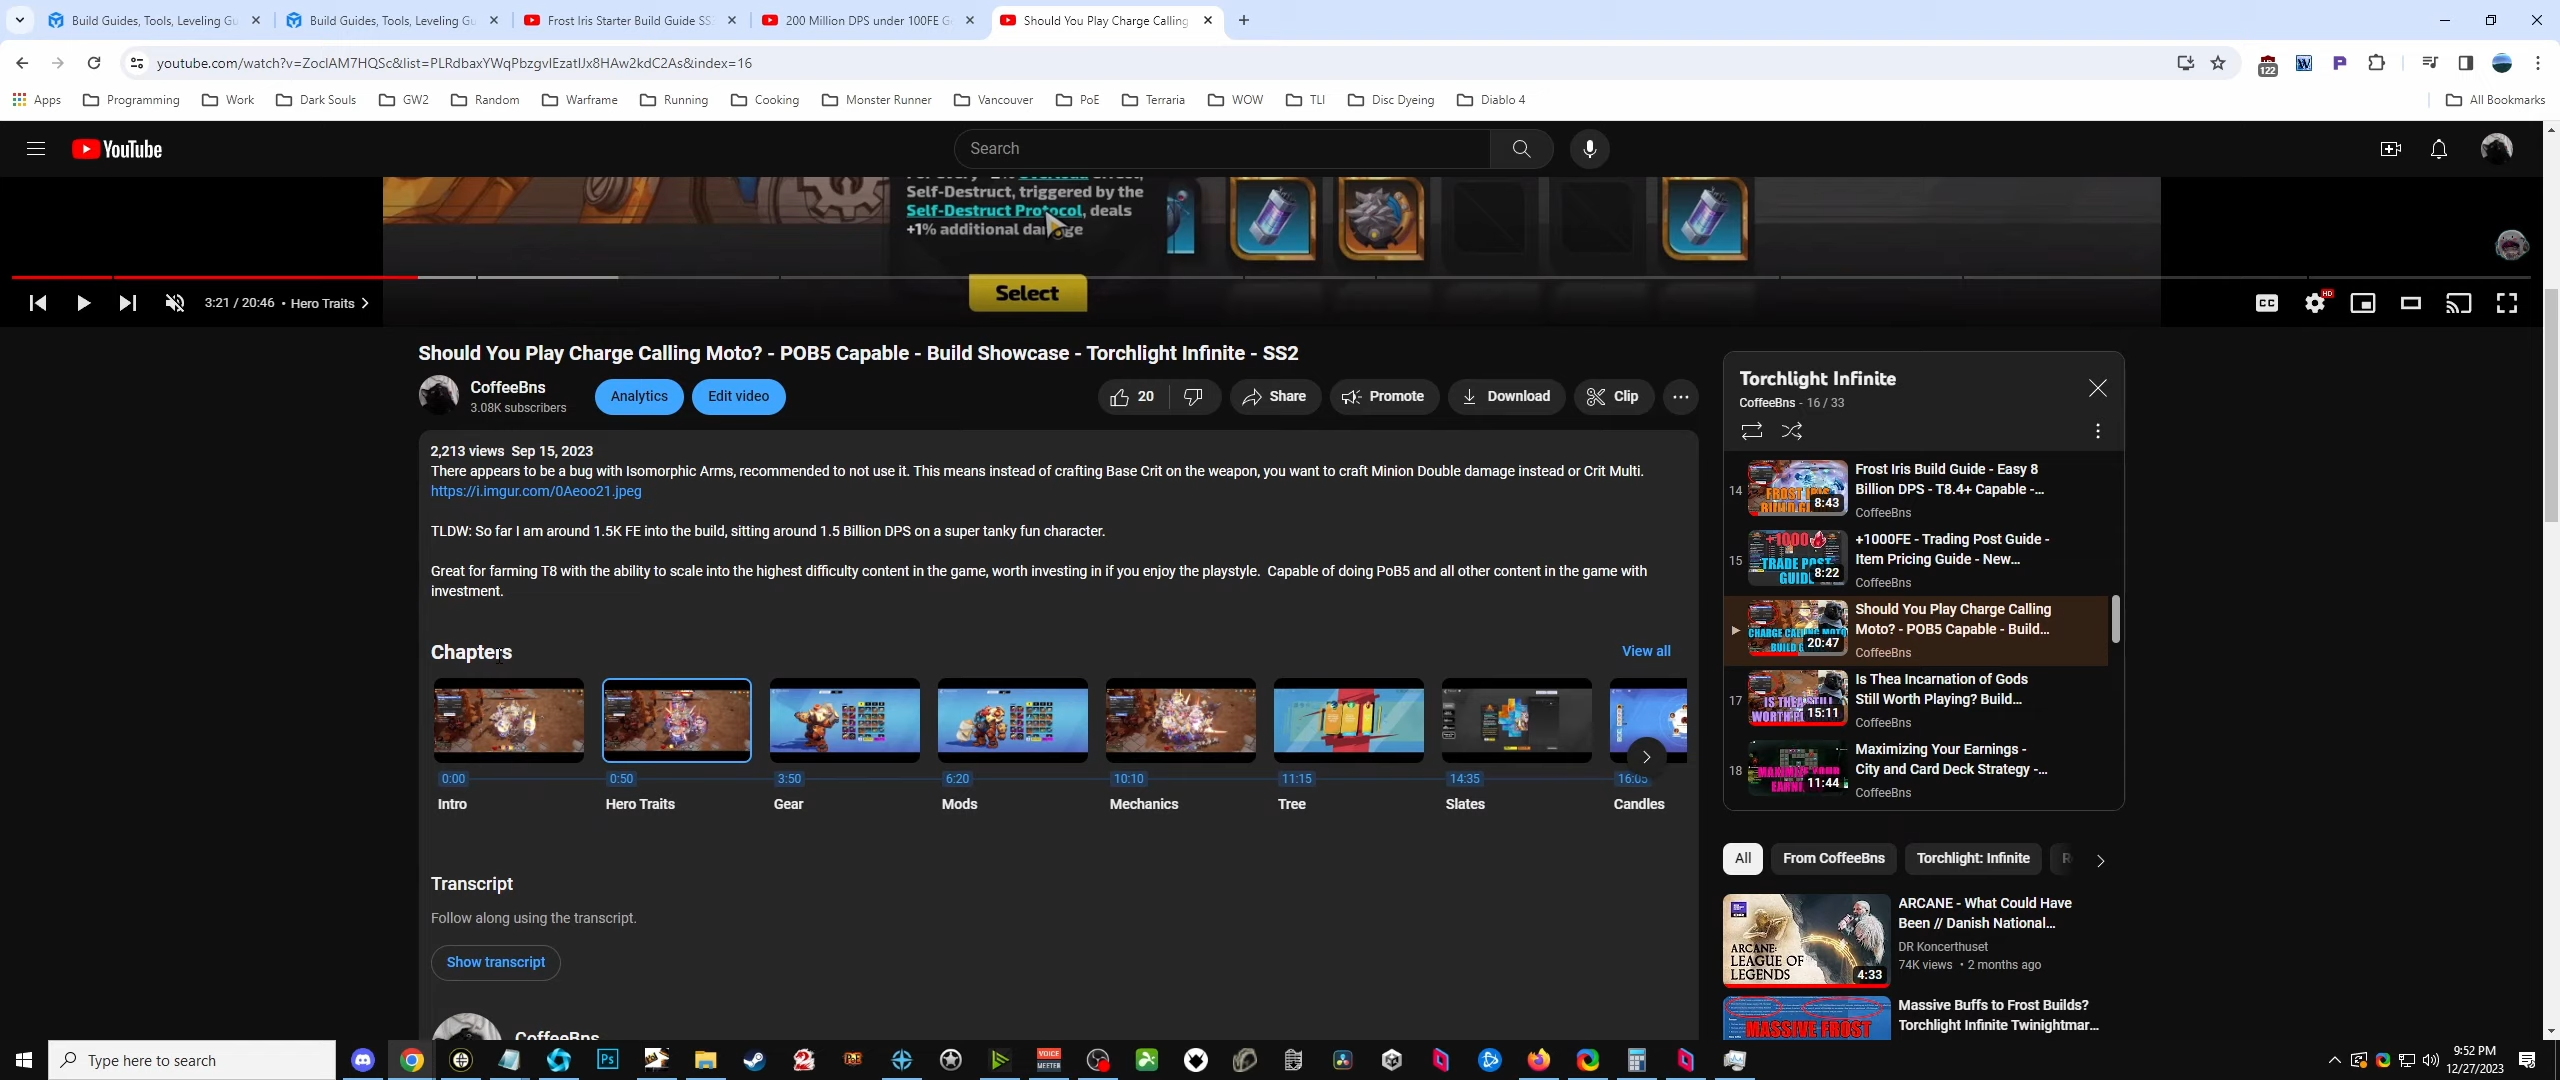 Build Guides, Tools, Leveling Gu
Build Guides, Tools, Leveling Gu
Frost Iris Starter Build Guide SS
200 Million DPS under 100FE G
Should You Play Charge Calling
youtube.com/watch?v=ZoclAM7HQSc&list=PLRdbaxYWqPbzgvlEzatlJx8HAw2kdC2As&index=16
122
Apps
Programming
Work
Dark Souls
GW2
Random
Warframe
Running
Cooking
Monster Runner
Vancouver
PoE
Terraria
WOW
TLI
Disc Dyeing
Diablo 4
All Bookmarks
YouTube
Search
Self-Destruct, triggered by the
Self-Destruct Protocol, deals
+1% additional damage
Select
3:21 / 20:46 • Hero Traits
CC
HD
Should You Play Charge Calling Moto? - POB5 Capable - Build Showcase - Torchlight Infinite - SS2
CoffeeBns
3.08K subscribers
Analytics
Edit video
20
Share
Promote
Download
Clip
2,213 views Sep 15, 2023
There appears to be a bug with Isomorphic Arms, recommended to not use it. This means instead of crafting Base Crit on the weapon, you want to craft Minion Double damage instead or Crit Multi.
https://i.imgur.com/0Aeoo21.jpeg
TLDW: So far I am around 1.5K FE into the build, sitting around 1.5 Billion DPS on a super tanky fun character.
Great for farming T8 with the ability to scale into the highest difficulty content in the game, worth investing in if you enjoy the playstyle. Capable of doing PoB5 and all other content in the game with
investment.
Chapters
View all
0:00
Intro
0:50
Hero Traits
3:50
Gear
6:20
Mods
10:10
Mechanics
11:15
Tree
14:35
Slates
16:05
Candles
Transcript
Follow along using the transcript.
Show transcript
CoffeeBns
Torchlight Infinite
CoffeeBns - 16 / 33
14
8:43
Frost Iris Build Guide - Easy 8
Billion DPS - T8.4+ Capable -...
CoffeeBns
15
+1000
TRADE POST
GUIDE
8:22
+1000FE - Trading Post Guide -
Item Pricing Guide - New...
CoffeeBns
CHARGE CALLING MOTO
20:47
Should You Play Charge Calling
Moto? - POB5 Capable - Build...
CoffeeBns
17
15:11
Is Thea Incarnation of Gods
Still Worth Playing? Build...
CoffeeBns
18
11:44
Maximizing Your Earnings -
City and Card Deck Strategy -...
CoffeeBns
All
From CoffeeBns
Torchlight: Infinite
ARCANE:
LEAGUE OF
LEGENDS
4:33
ARCANE - What Could Have
Been // Danish National...
DR Koncerthuset
74K views • 2 months ago
MASSIVE FROST
Massive Buffs to Frost Builds?
Torchlight Infinite Twinightmar...
Type here to search
Ps
PoE
VOICE
MEETER
9:52 PM
12/27/2023